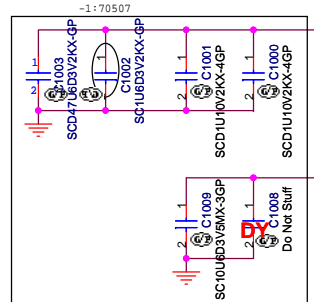 -1:70507
1
2
C1003
SCD47U6D3V2KX-GP
1
C1002
SC1U6D3V2KX-GP
1
2
C1001
SCD1U10V2KX-4GP
1
2
C1000
SCD1U10V2KX-4GP
1
2
C1009
SC10U6D3V5MX-3GP
1
2
C1008
Do Not Stuff
DY